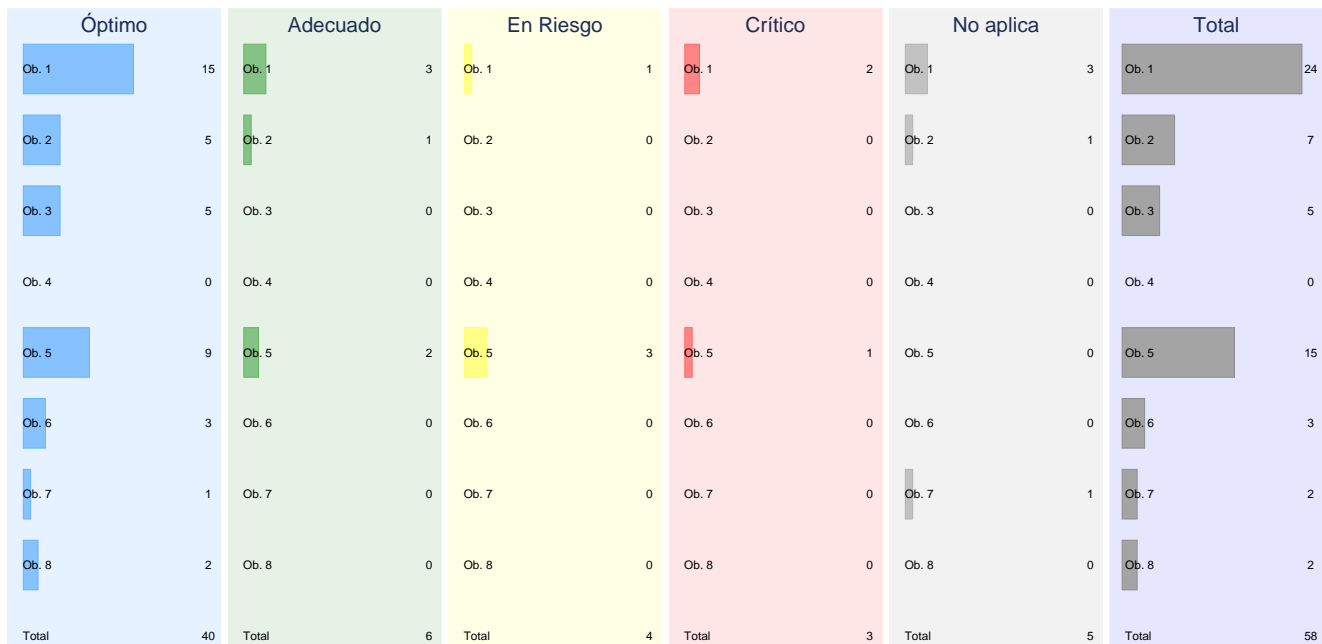 Óptimo Adecuado En Riesgo Crítico No aplica Total
Ob. 1 15 Ob. 1 3 Ob. 1 1 Ob. 1 2 Ob. 1 3 Ob. 1 24
Ob. 2 5 Ob. 2 1 Ob. 2 0 Ob. 2 0 Ob. 2 1 Ob. 2 7
Ob. 3 5 Ob. 3 0 Ob. 3 0 Ob. 3 0 Ob. 3 0 Ob. 3 5
Ob. 4 0 Ob. 4 0 Ob. 4 0 Ob. 4 0 Ob. 4 0 Ob. 4 0
Ob. 5 9 Ob. 5 2 Ob. 5 3 Ob. 5 1 Ob. 5 0 Ob. 5 15
Ob. 6 3 Ob. 6 0 Ob. 6 0 Ob. 6 0 Ob. 6 0 Ob. 6 3
Ob. 7 1 Ob. 7 0 Ob. 7 0 Ob. 7 0 Ob. 7 1 Ob. 7 2
Ob. 8 2 Ob. 8 0 Ob. 8 0 Ob. 8 0 Ob. 8 0 Ob. 8 2
Total 40 Total 6 Total 4 Total 3 Total 5 Total 58